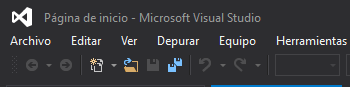 Página de inicio - Microsoft Visual Studio
Archivo Editar Ver Depurar Equipo Herramientas